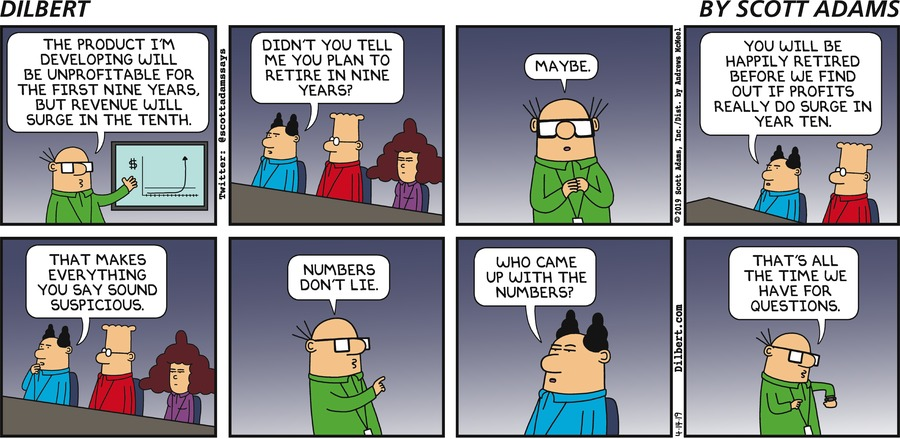 DILBERT
BY SCOTT ADAMS
THE PRODUCT I'M
DEVELOPING WILL
BE UNPROFITABLE FOR
THE FIRST NINE YEARS,
BUT REVENUE WILL
SURGE IN THE TENTH.
$
Twitter: @scottadamssays
DIDN'T YOU TELL
ME YOU PLAN TO
RETIRE IN NINE
YEARS?
MAYBE.
©2019 Scott Adams, Inc./Dist. by Andrews McMeel
YOU WILL BE
HAPPILY RETIRED
BEFORE WE FIND
OUT IF PROFITS
REALLY DO SURGE IN
YEAR TEN.
THAT MAKES
EVERYTHING
YOU SAY SOUND
SUSPICIOUS.
NUMBERS
DON'T LIE.
WHO CAME
UP WITH THE
NUMBERS?
Dilbert.com
4-14-19
THAT'S ALL
THE TIME WE
HAVE FOR
QUESTIONS.